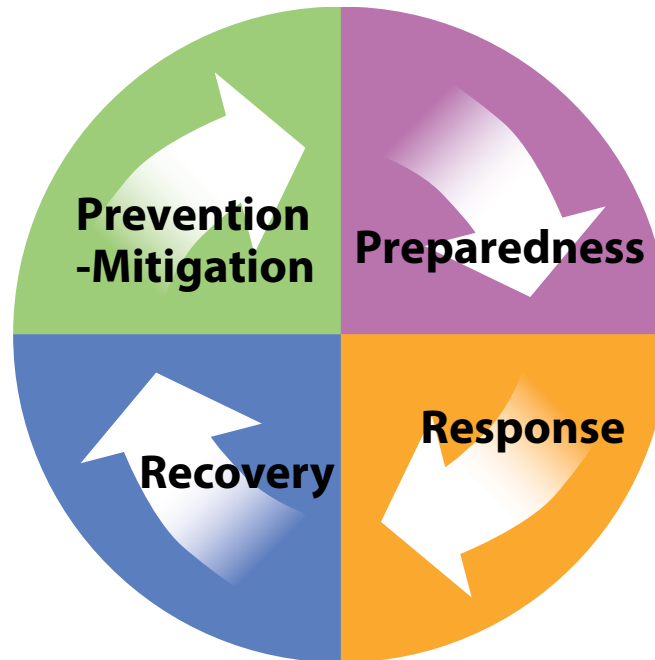 Prevention
-Mitigation
Preparedness
Response
Recovery